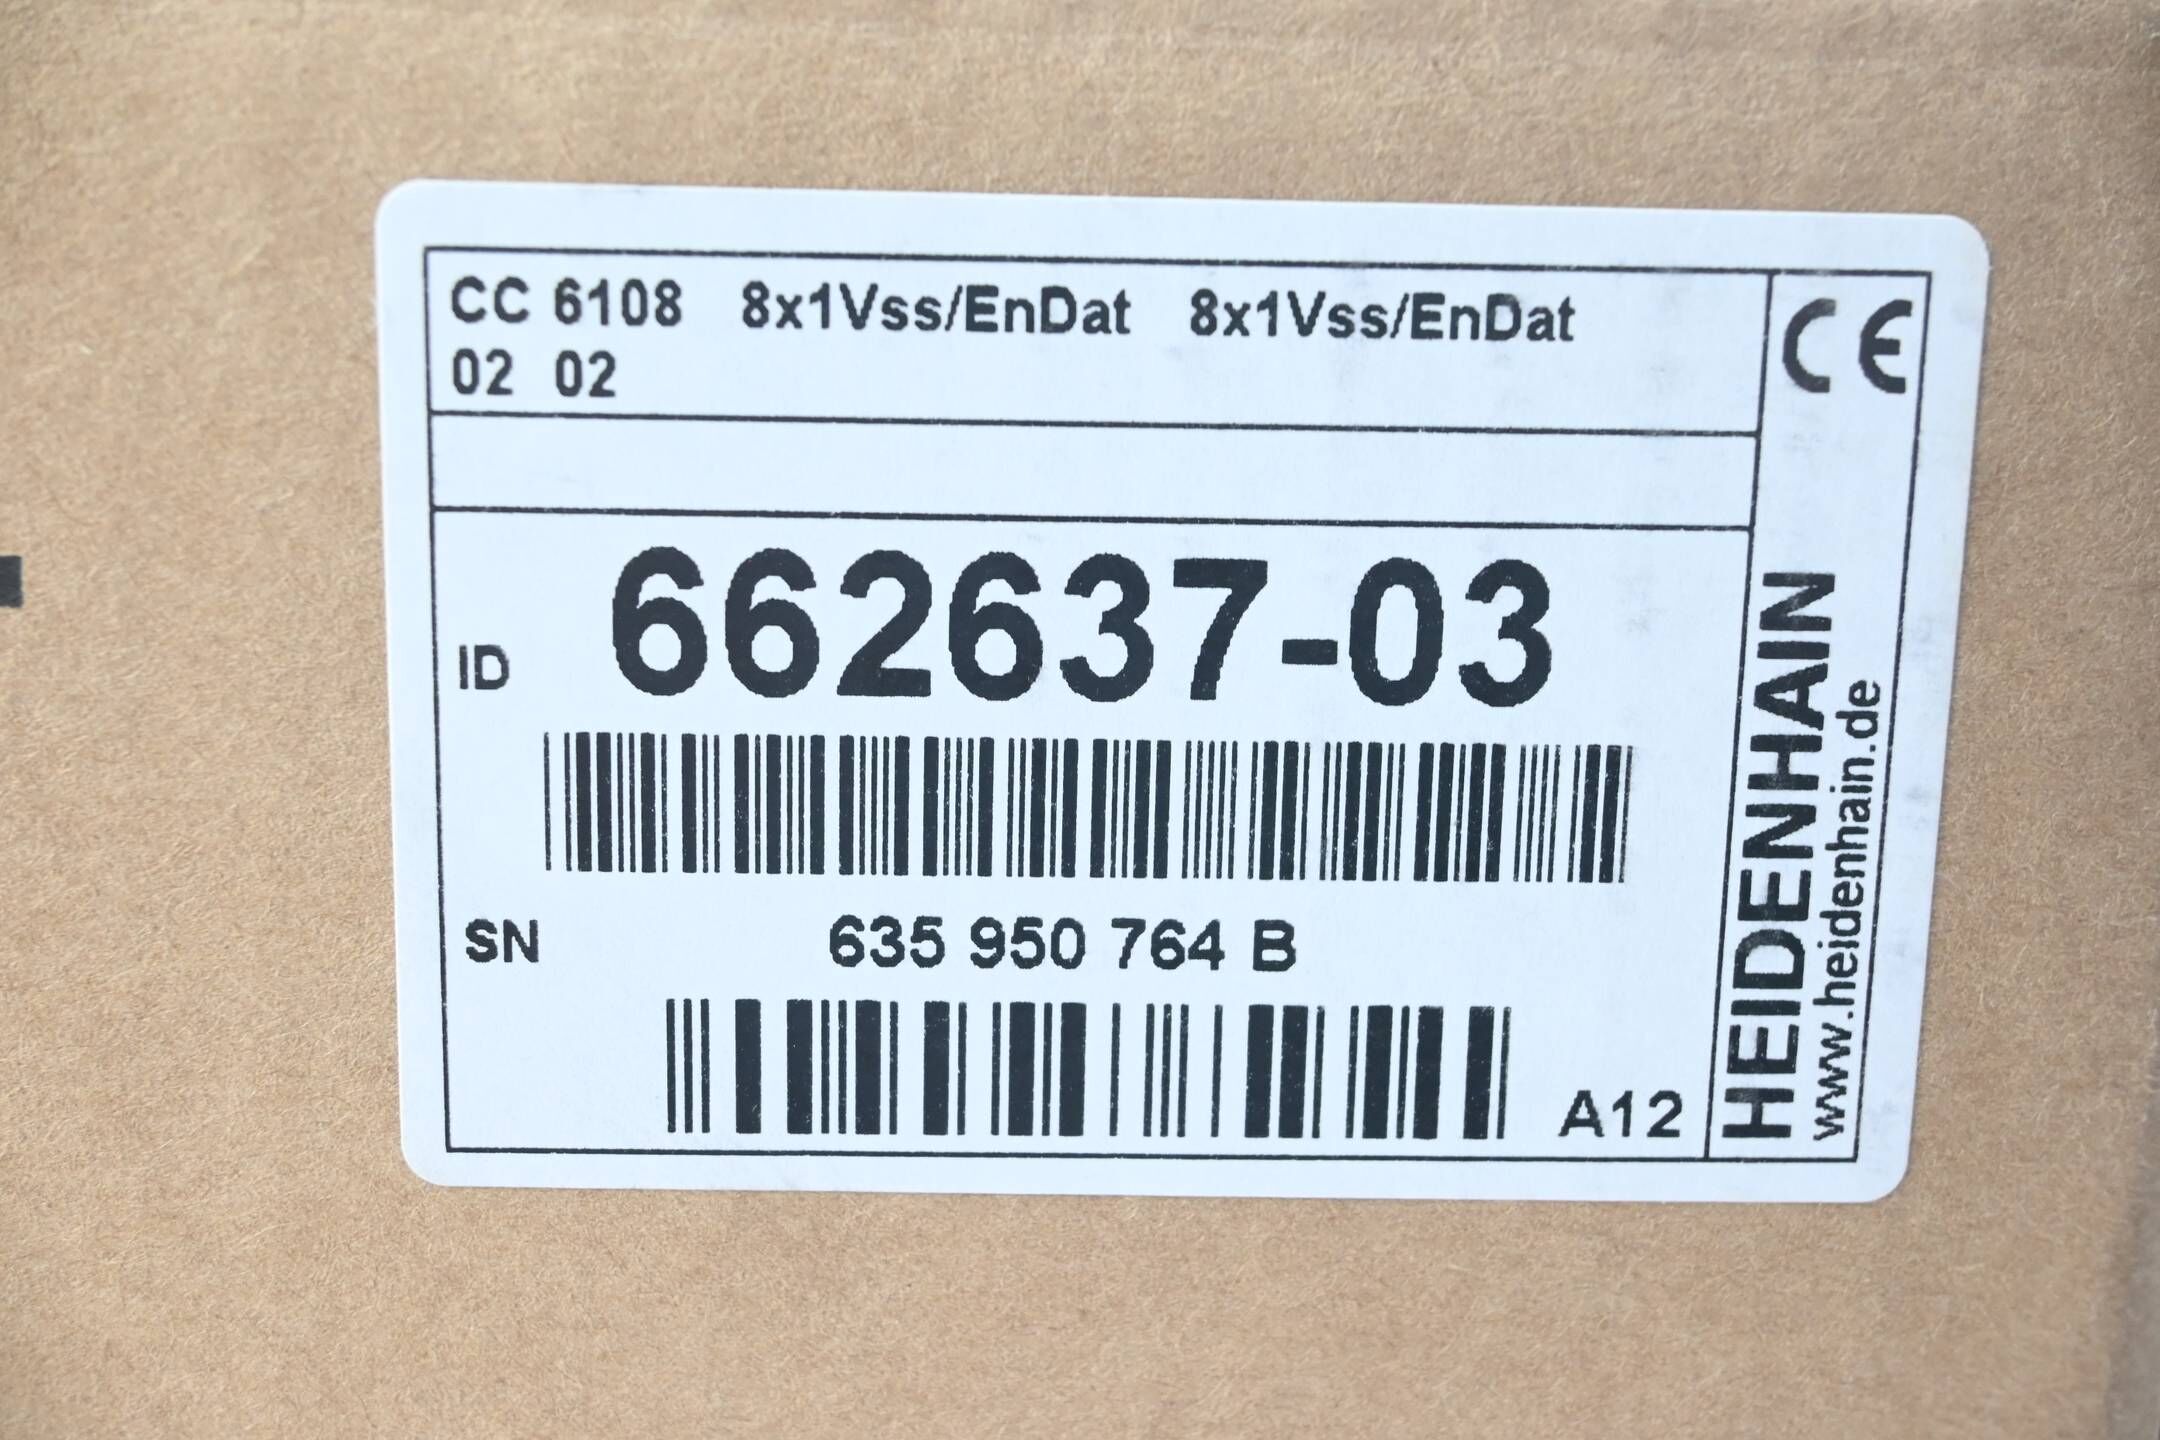 CC 6108 8x1Vss/EnDat 8x1Vss/EnDat
02 02
CE
ID 662637-03
SN 635 950 764 B
A12
HEIDENHAIN
www.heidenhain.de